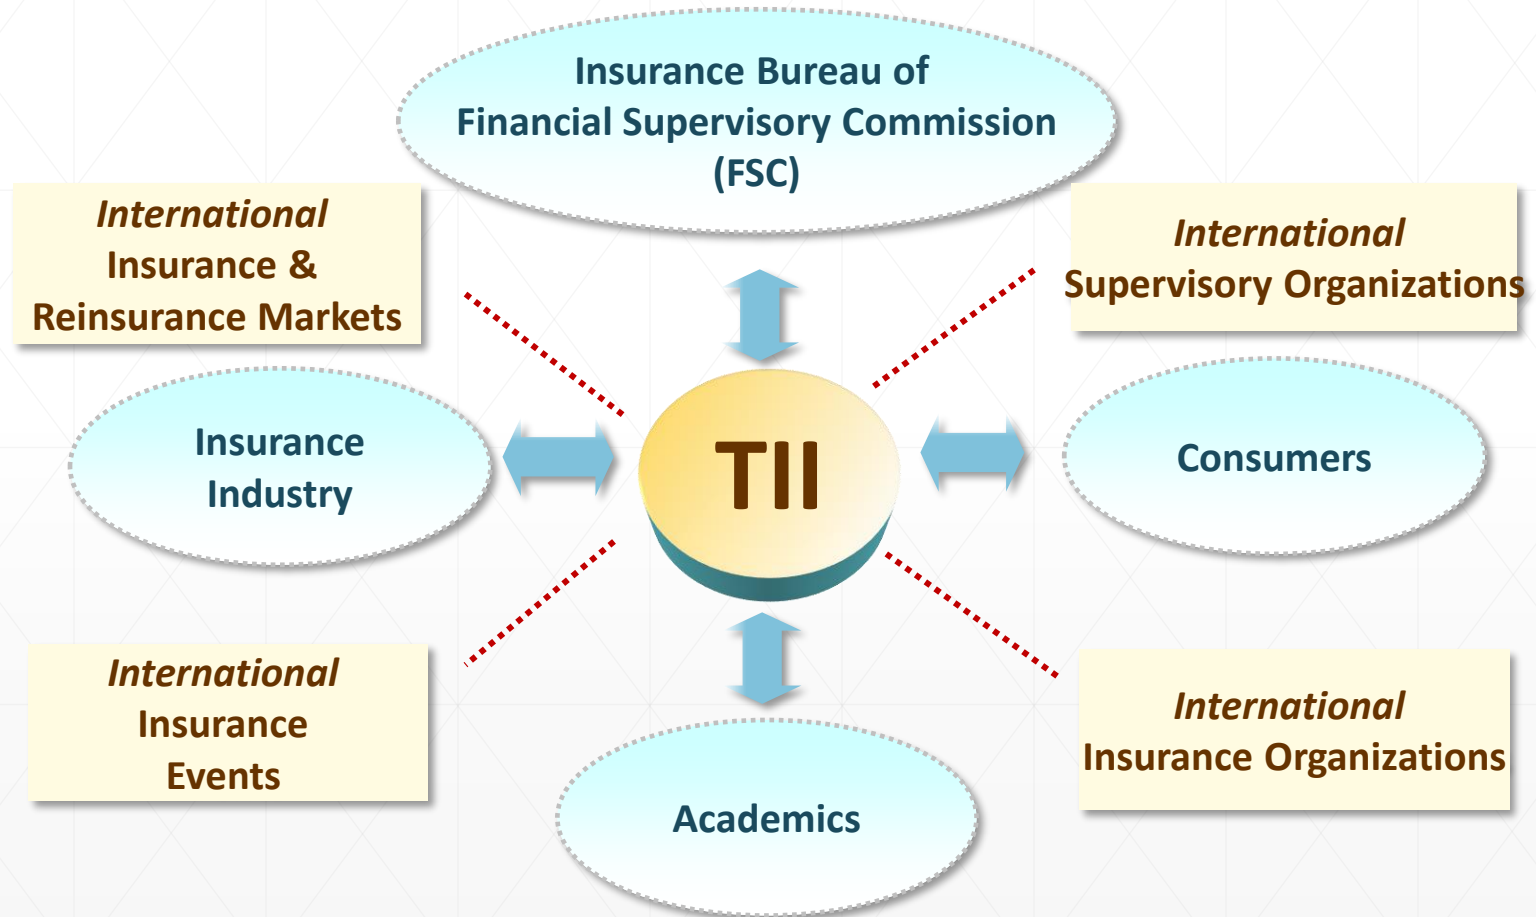 Insurance Bureau of
Financial Supervisory Commission
(FSC)
International
Insurance &
Reinsurance Markets
International
Supervisory Organizations
Insurance
Industry
TII
Consumers
International
Insurance
Events
International
Insurance Organizations
Academics